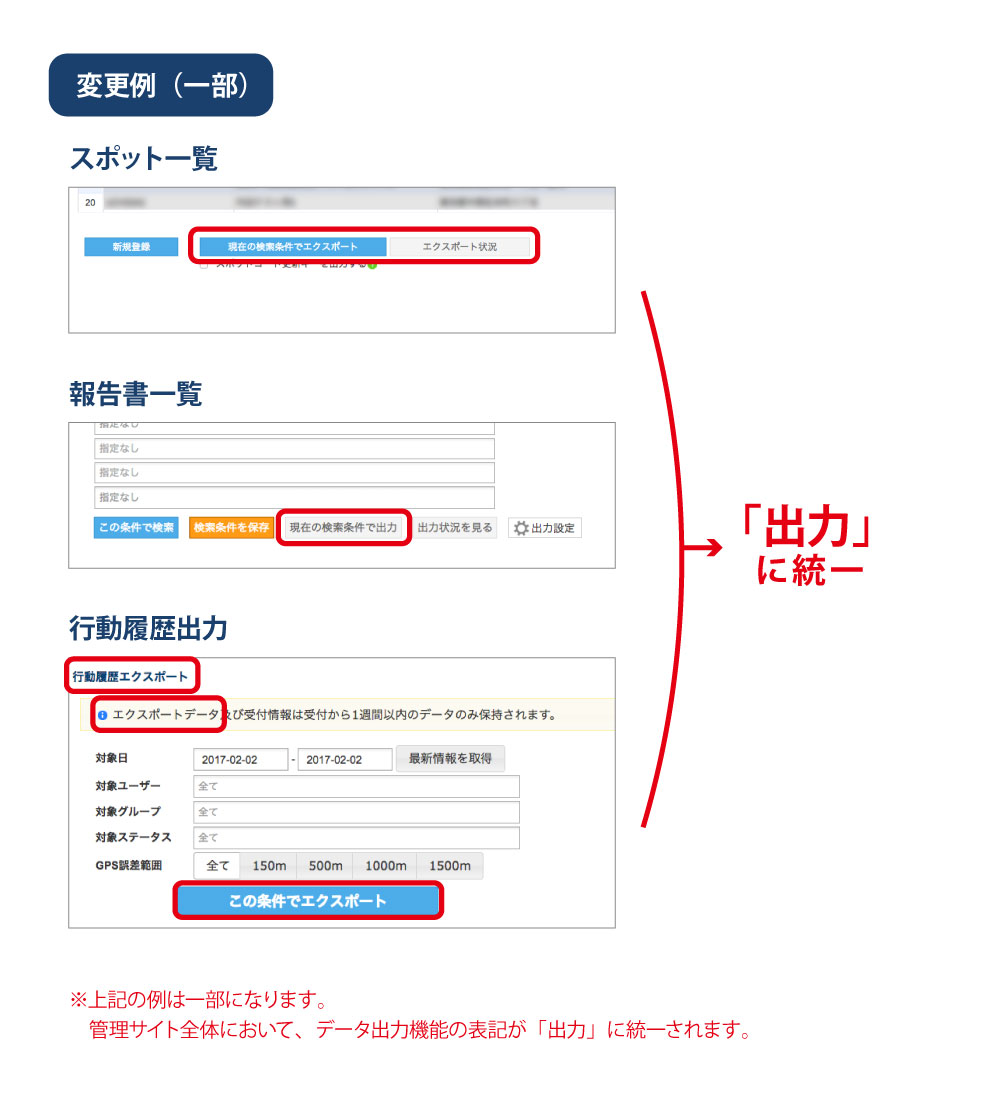 変更例（一部）
スポット一覧
20
新規登録
現在の検索条件でエクスポート
エクスポート状況
報告書一覧
指定なし
指定なし
指定なし
指定なし
この条件で検索
検索条件を保存
現在の検索条件で出力
出力状況を見る
出力設定
「出力」
に統一
行動履歴出力
行動履歴エクスポート
エクスポートデータ及び受付情報は受付から1週間以内のデータのみ保持されます。
対象日
2017-02-02 - 2017-02-02
最新情報を取得
対象ユーザー
全て
対象グループ
全て
対象ステータス
全て
GPS誤差範囲
全て 150m 500m 1000m 1500m
この条件でエクスポート
※上記の例は一部になります。
管理サイト全体において、データ出力機能の表記が「出力」に統一されます。